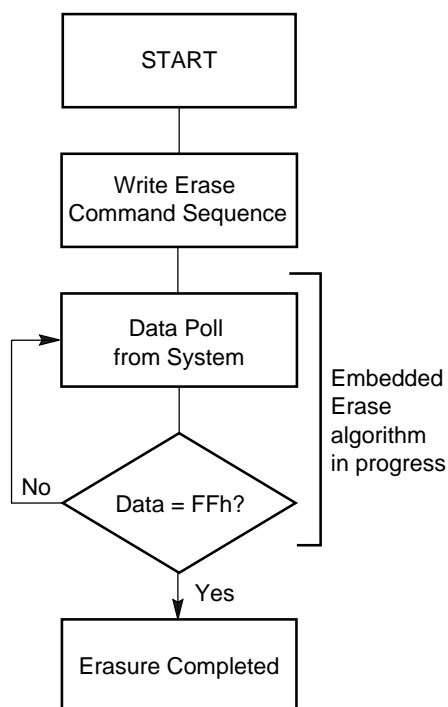 START
Write Erase
Command Sequence
Data Poll
from System
Embedded
Erase
algorithm
in progress
No
Data = FFh?
Yes
Erasure Completed